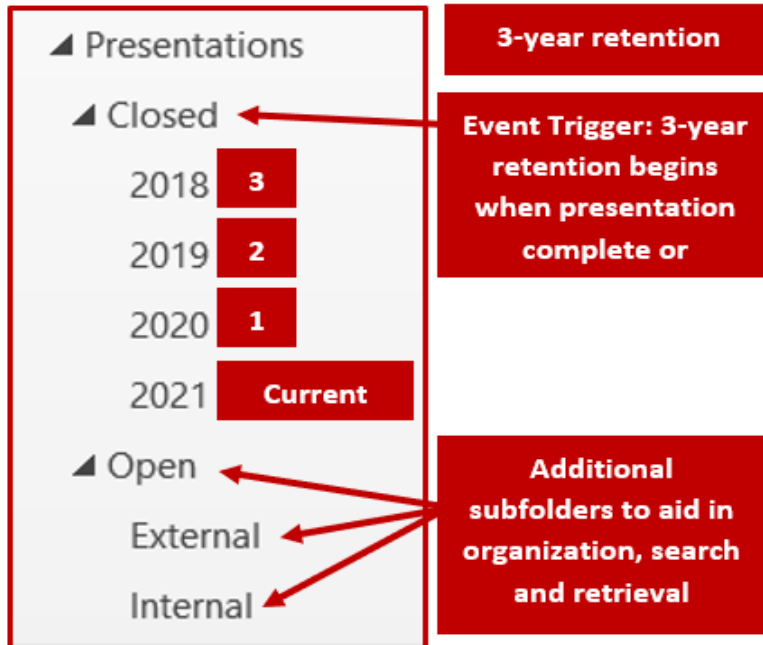 Presentations
3-year retention
Closed
Event Trigger: 3-year
retention begins
when presentation
complete or
2018 3
2019 2
2020 1
2021 Current
Open
Additional
subfolders to aid in
organization, search
and retrieval
External
Internal